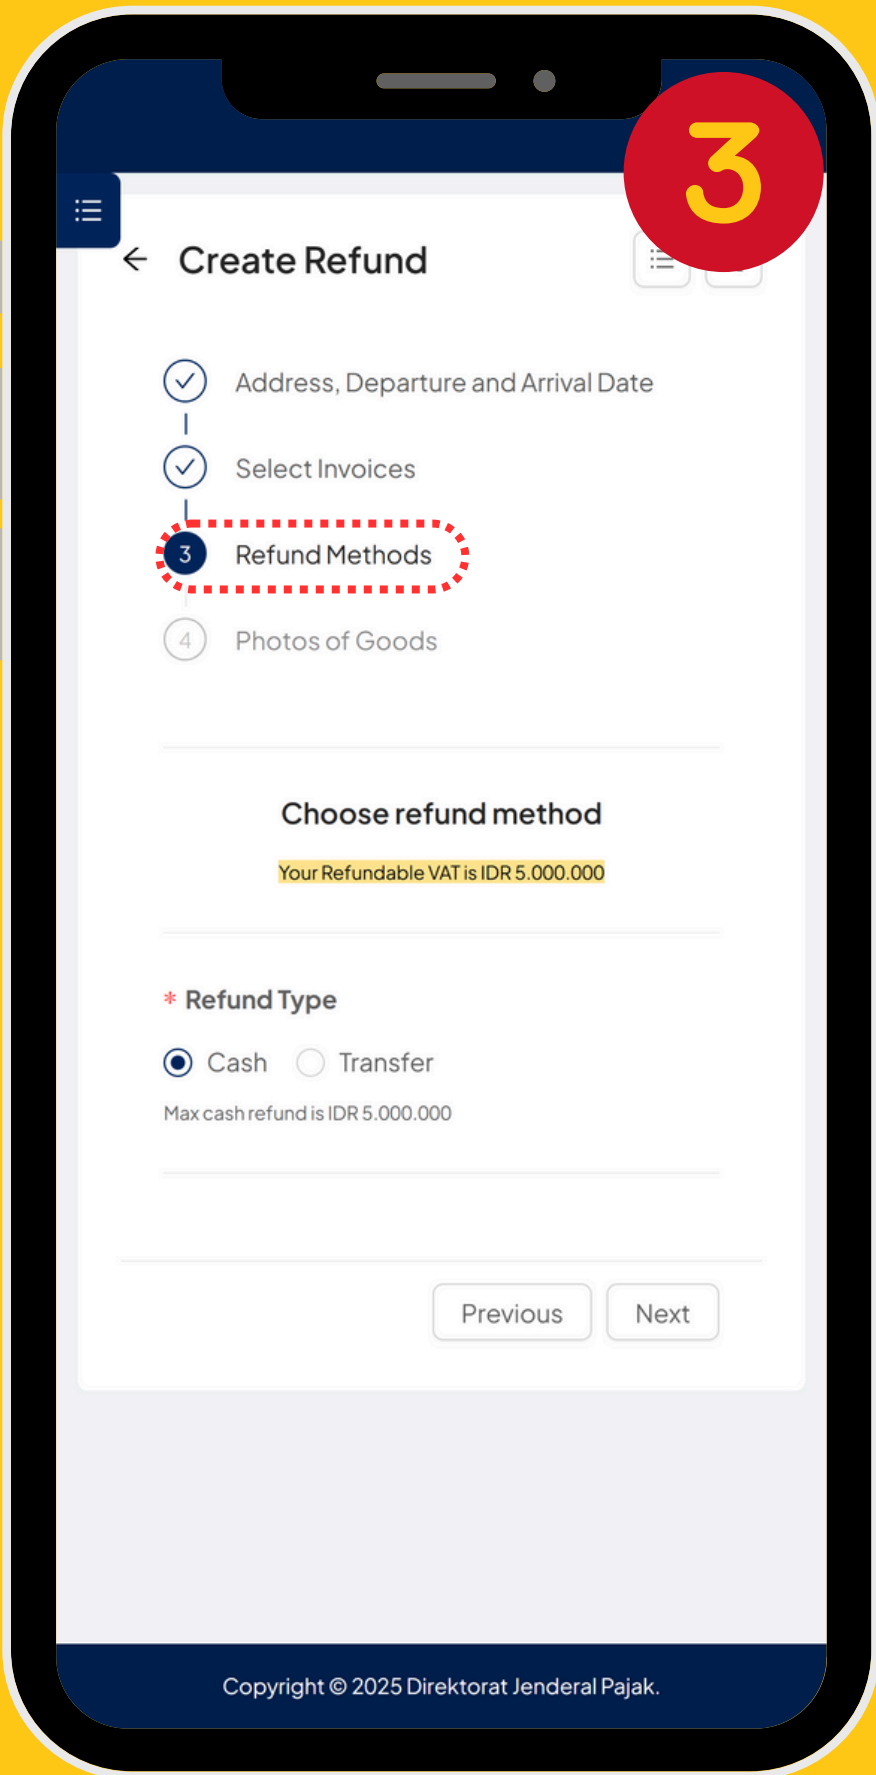 3
Create Refund
Address, Departure and Arrival Date
Select Invoices
3 Refund Methods
4 Photos of Goods
Choose refund method
Your Refundable VAT is IDR 5.000.000
* Refund Type
Cash Transfer
Max cash refund is IDR 5.000.000
Previous Next
Copyright © 2025 Direktorat Jenderal Pajak.